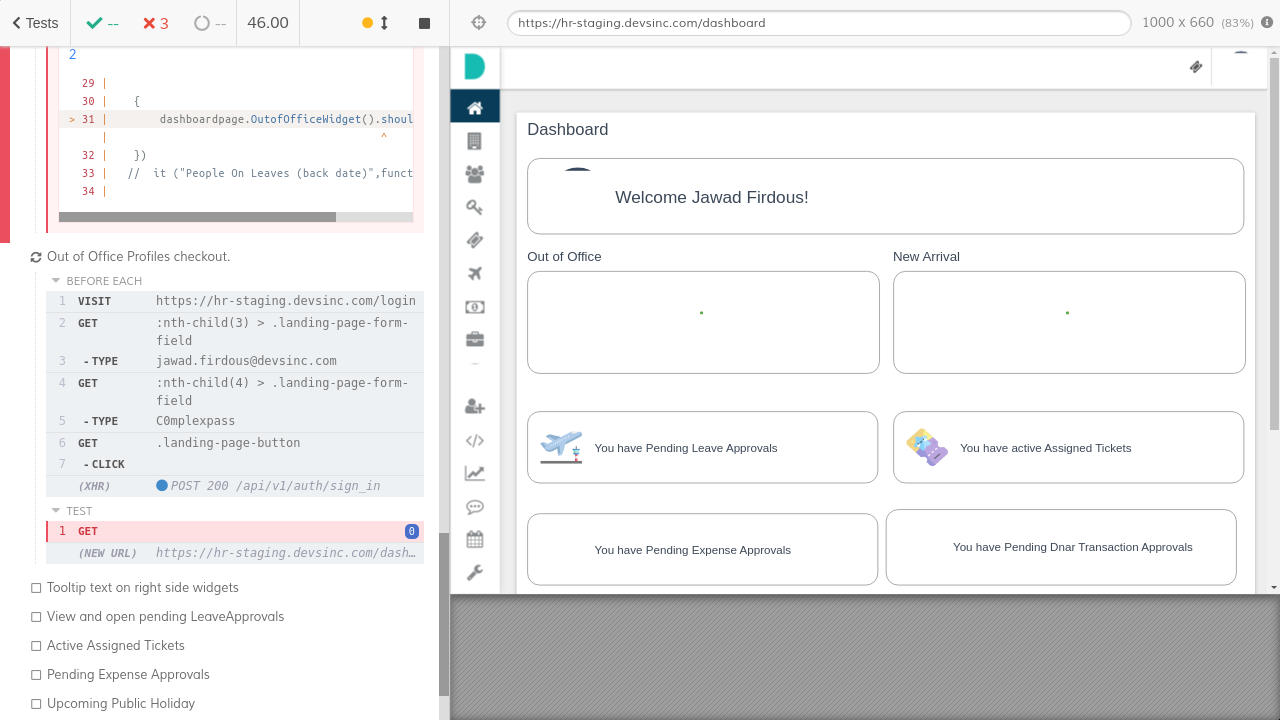 Tests
--
3
--
46.00
https://hr-staging.devsinc.com/dashboard
1000 x 660 (83%)
2
29 |
30 | {
> 31 | dashboardpage.OutofOfficeWidget().shoul
| ^
32 | })
33 | // it ("People On Leaves (back date)",funct
34 |
Out of Office Profiles checkout.
BEFORE EACH
1 VISIT https://hr-staging.devsinc.com/login
2 GET :nth-child(3) > .landing-page-form-
field
3 -TYPE jawad.firdous@devsinc.com
4 GET :nth-child(4) > .landing-page-form-
field
5 -TYPE C0mplexpass
6 GET .landing-page-button
7 -CLICK
(XHR) POST 200 /api/v1/auth/sign_in
TEST
1 GET 0
(NEW URL) https://hr-staging.devsinc.com/dash…
Tooltip text on right side widgets
View and open pending LeaveApprovals
Active Assigned Tickets
Pending Expense Approvals
Upcoming Public Holiday
Dashboard
Welcome Jawad Firdous!
Out of Office
New Arrival
You have Pending Leave Approvals
You have active Assigned Tickets
You have Pending Expense Approvals
You have Pending Dnar Transaction Approvals